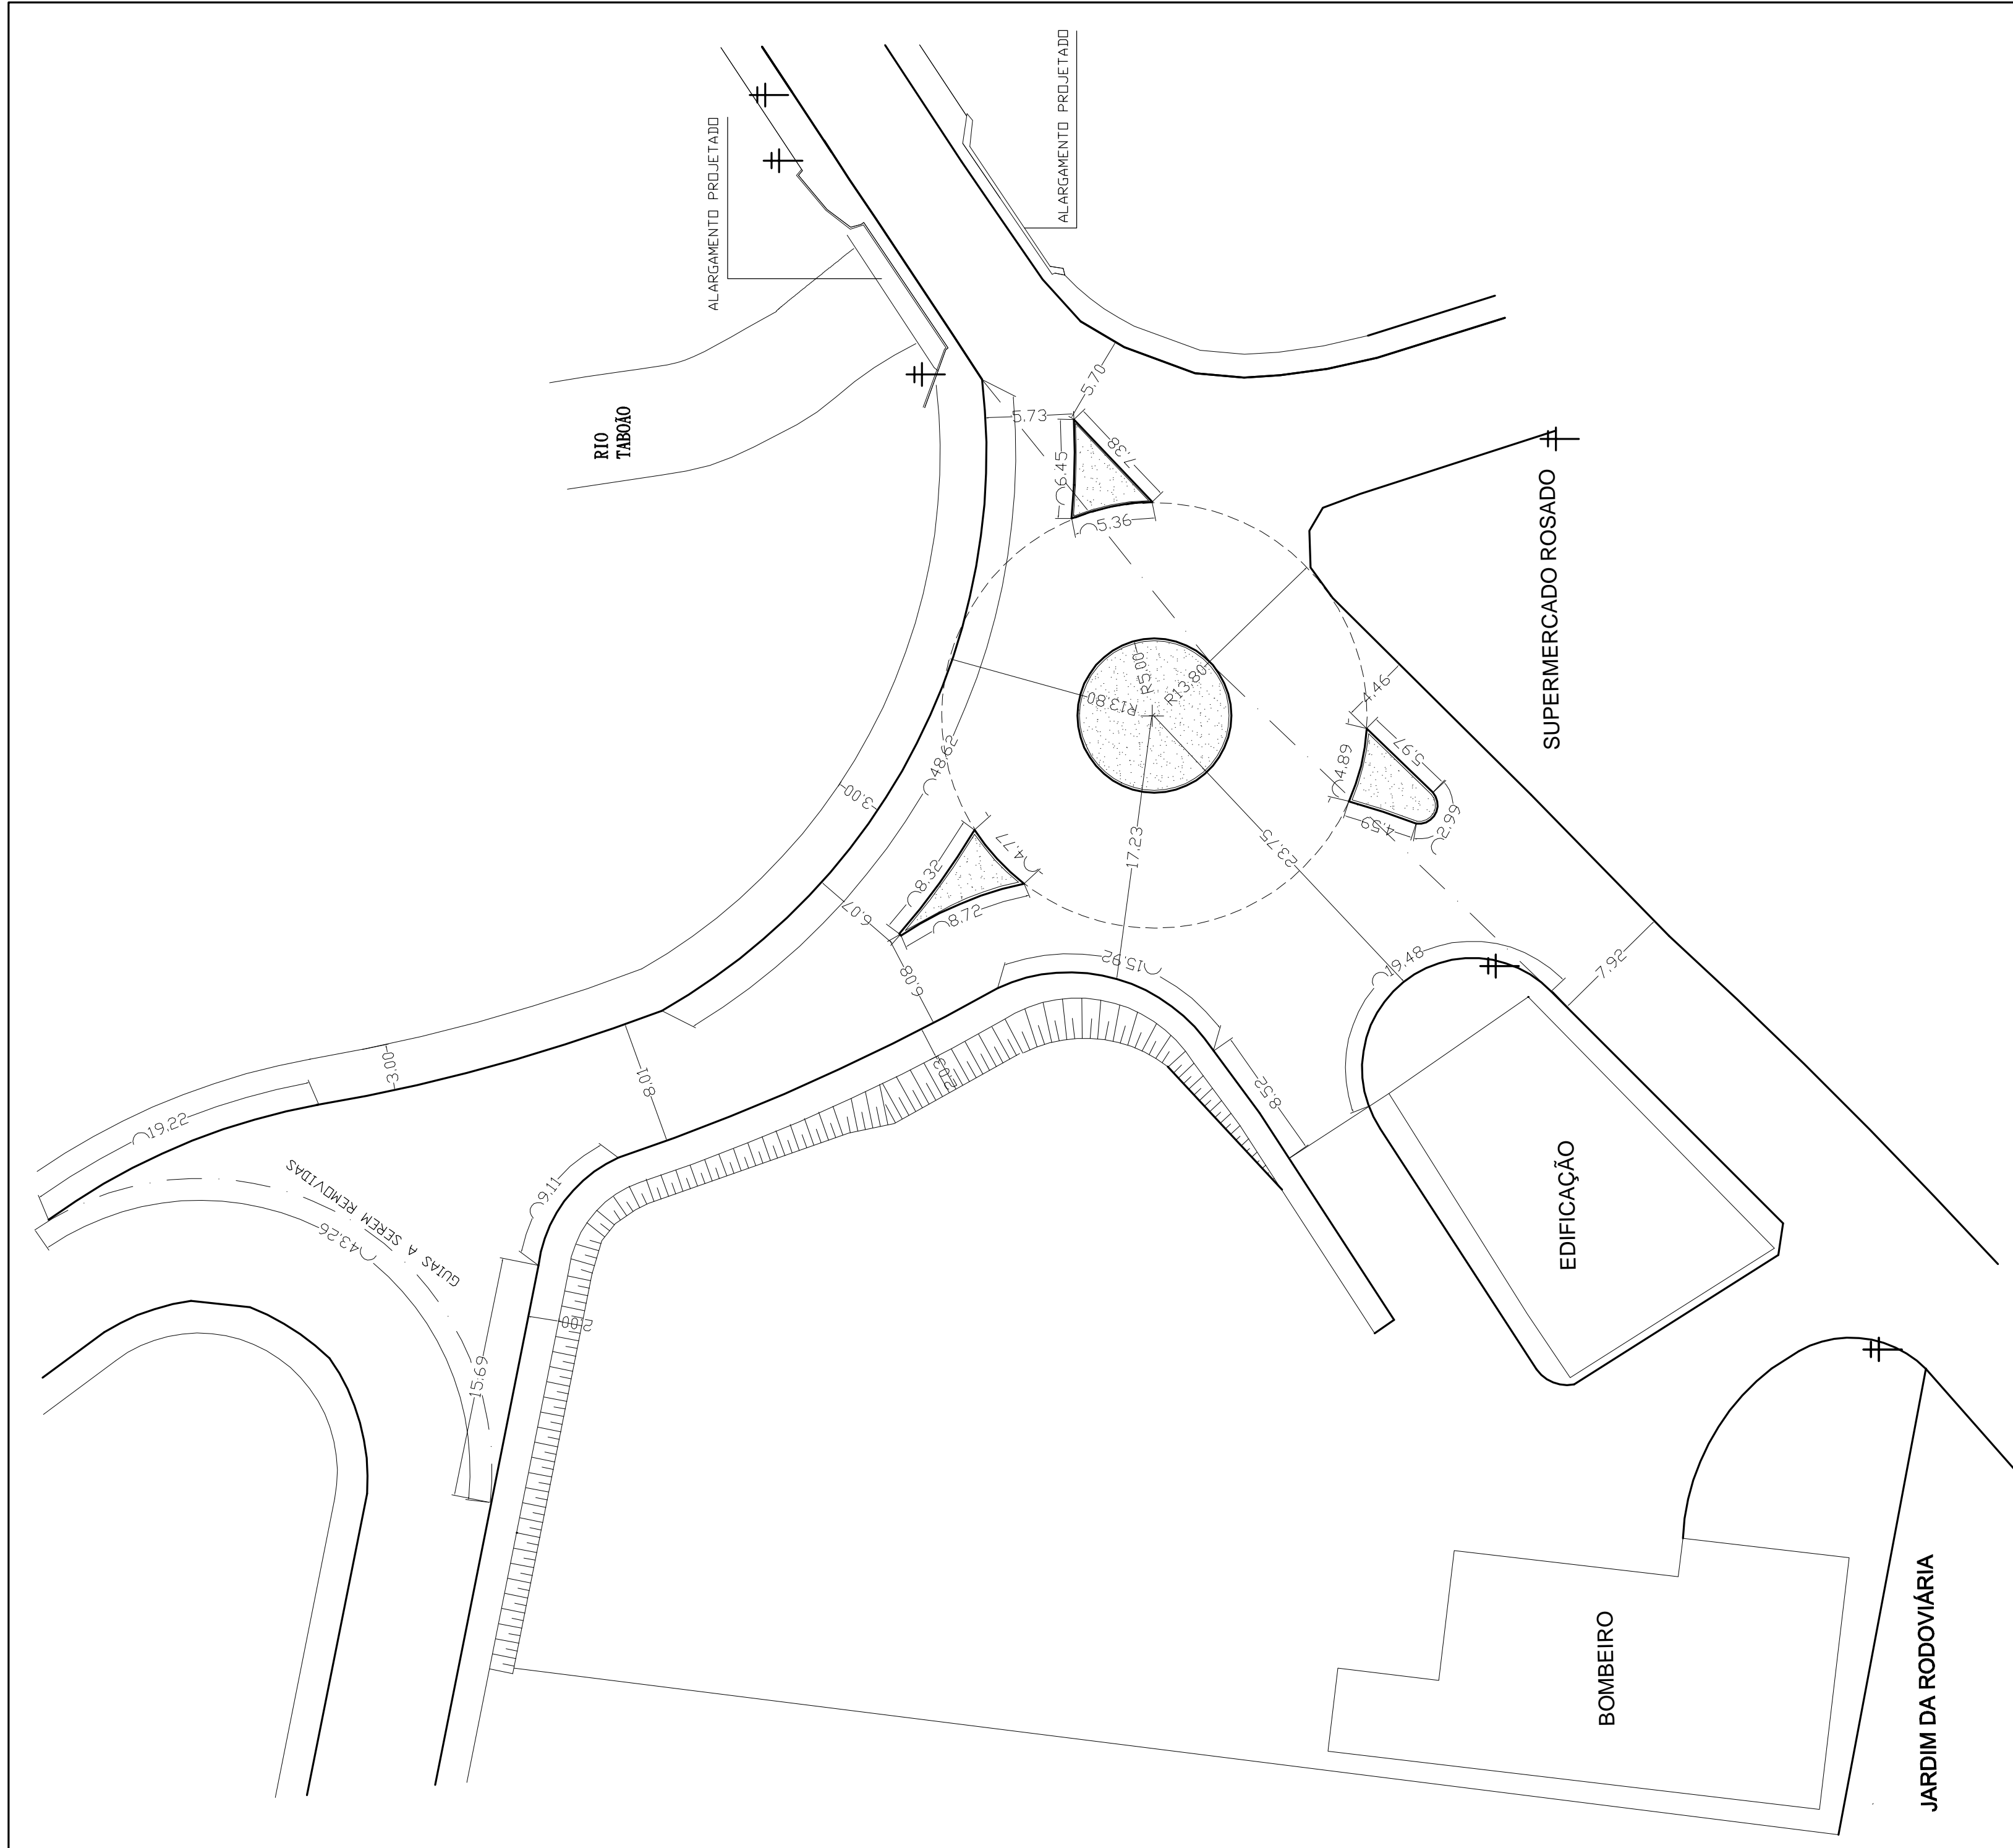 ALARGAMENTO PROJETADO
ALARGAMENTO PROJETADO
RIO
TABOÃO
5.70
5.73
7.38
6.45
5.36
SUPERMERCADO ROSADO
R5.00
R13.80
R13.80
4.46
5.97
4.89
4.59
2.99
48.62
3.00
8.32
4.77
8.72
6.07
6.08
17.23
23.75
15.92
19.48
7.92
3.00
8.01
2.03
8.52
19.22
GUIAS A SEREM REMOVIDAS
43.26
9.11
2.00
15.69
EDIFICAÇÃO
BOMBEIRO
JARDIM DA RODOVIÁRIA